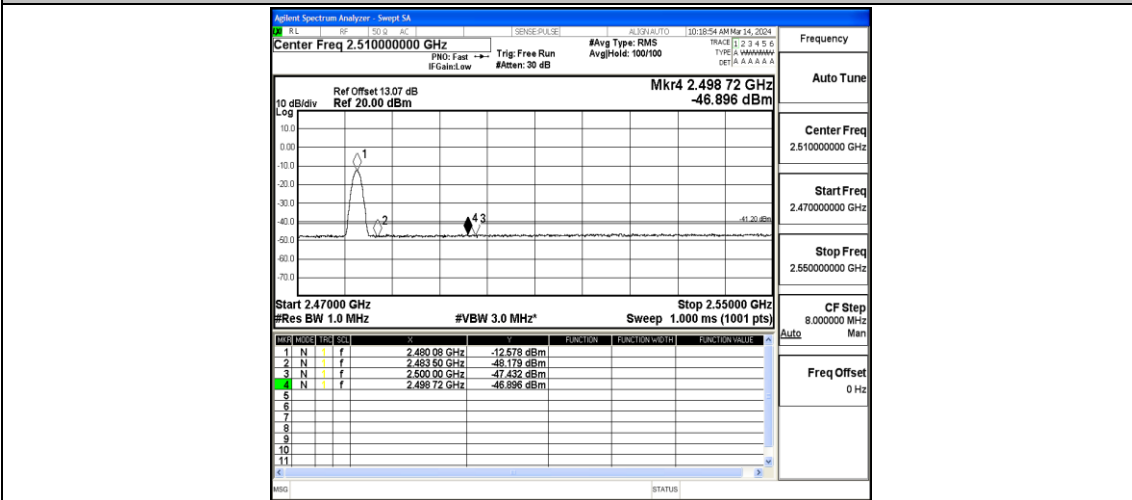 Agilent Spectrum Analyzer - Swept SA
RL RF 50 Ω AC SENSE:PULSE ALIGNAUTO 10:18:54 AM Mar 14, 2024
Center Freq 2.510000000 GHz
PNO: Fast
IFGain:Low
Trig: Free Run
#Atten: 30 dB
#Avg Type: RMS
Avg|Hold: 100/100
TRACE 1 2 3 4 5 6
TYPE A WWWWW
DET A A A A A A
Frequency
Mkr4 2.498 72 GHz
-46.896 dBm
Ref Offset 13.07 dB
10 dB/div Ref 20.00 dBm
Log
10.0
0.00
-10.0
-20.0
-30.0
-40.0
-50.0
-60.0
-70.0
1
2
4 3
-41.20 dBm
Start 2.47000 GHz Stop 2.55000 GHz
#Res BW 1.0 MHz #VBW 3.0 MHz* Sweep 1.000 ms (1001 pts)
MKR MODE TRC SCL X Y FUNCTION FUNCTION WIDTH FUNCTION VALUE
1 N 1 f 2.480 08 GHz -12.578 dBm
2 N 1 f 2.483 50 GHz -48.179 dBm
3 N 1 f 2.500 00 GHz -47.432 dBm
4 N 1 f 2.498 72 GHz -46.896 dBm
5
6
7
8
9
10
11
MSG STATUS
Auto Tune
Center Freq
2.510000000 GHz
Start Freq
2.470000000 GHz
Stop Freq
2.550000000 GHz
CF Step
8.000000 MHz
Auto Man
Freq Offset
0 Hz